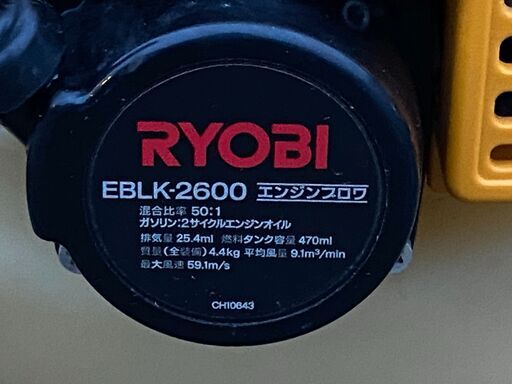 RYOBI
EBLK-2600 エンジンブロワ
混合比率 50:1
ガソリン:2サイクルエンジンオイル
排気量 25.4ml 燃料タンク容量 470ml
質量(全装備) 4.4kg 平均風量 9.1m³/min
最大風速 59.1m/s
CH10643